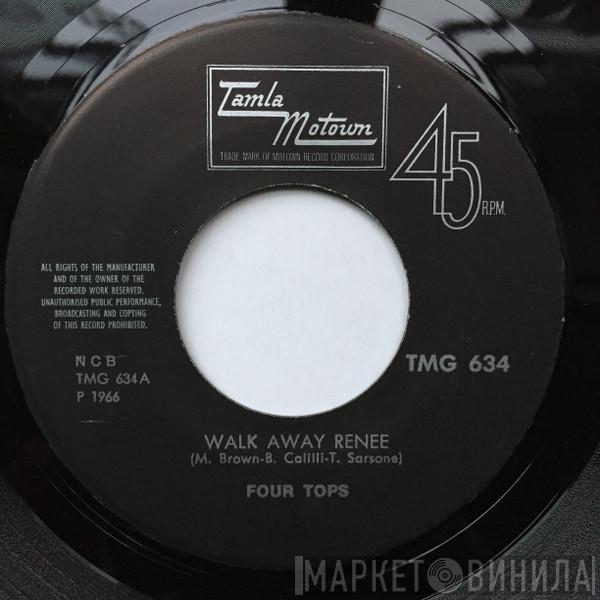 Tamla
Motown
TRADE MARK OF MOTOWN RECORD CORPORATION
45
R.P.M.
ALL RIGHTS OF THE MANUFACTURER
AND OF THE OWNER OF THE
RECORDED WORK RESERVED.
UNAUTHORISED PUBLIC PERFORMANCE,
BROADCASTING AND COPYING
OF THIS RECORD PROHIBITED.
NCB
TMG 634A
P 1966
TMG 634
WALK AWAY RENEE
(M. Brown-B. Calilli-T. Sarsone)
FOUR TOPS
МАРКЕТ ВИНИЛА